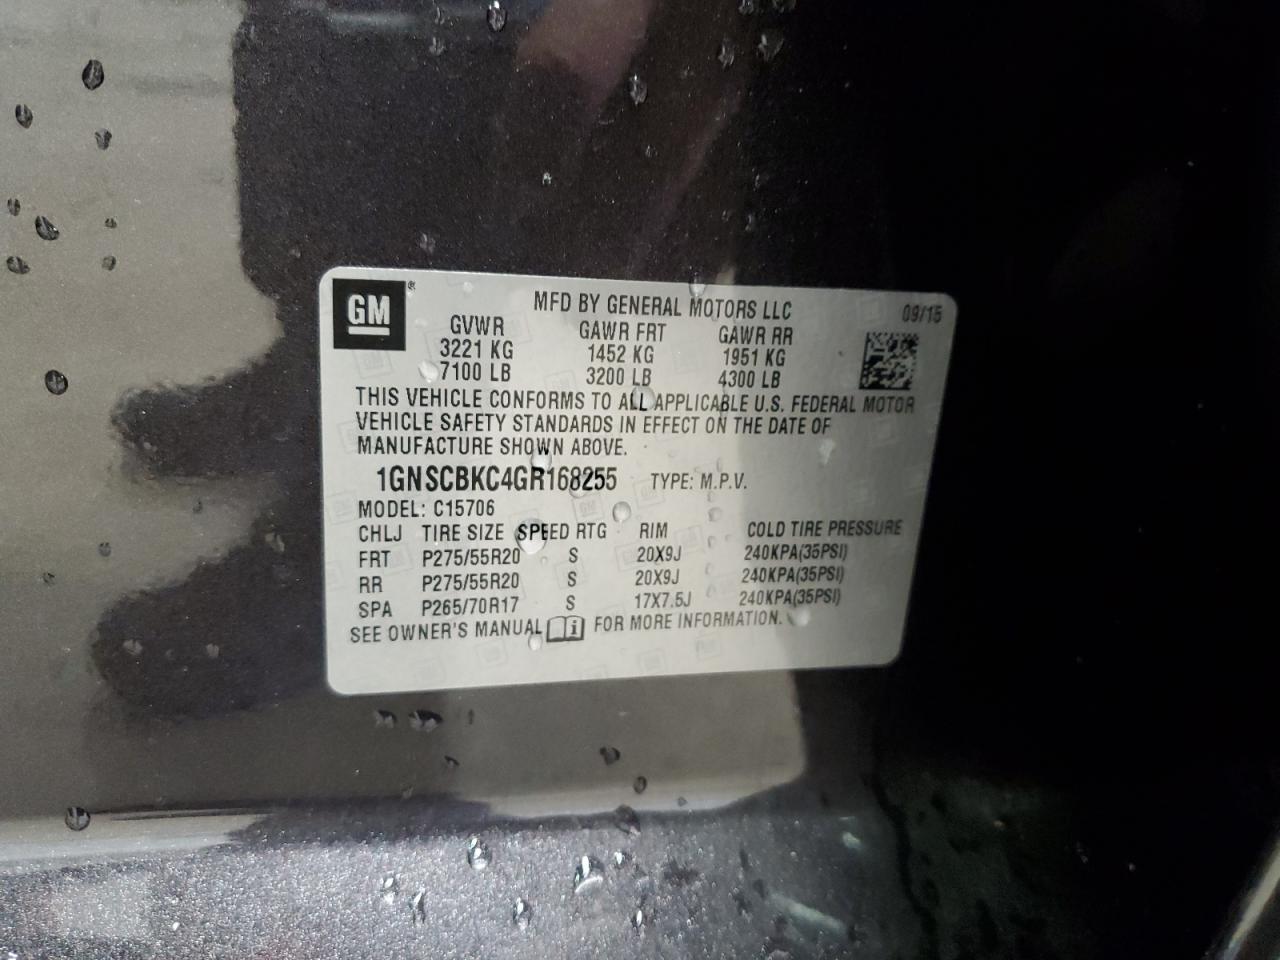 GM®
MFD BY GENERAL MOTORS LLC 09/15
GVWR GAWR FRT GAWR RR
3221 KG 1452 KG 1951 KG
7100 LB 3200 LB 4300 LB
THIS VEHICLE CONFORMS TO ALL APPLICABLE U.S. FEDERAL MOTOR
VEHICLE SAFETY STANDARDS IN EFFECT ON THE DATE OF
MANUFACTURE SHOWN ABOVE.
1GNSCBKC4GR168255 TYPE: M.P.V.
MODEL: C15706
CHLJ TIRE SIZE SPEED RTG RIM COLD TIRE PRESSURE
FRT P275/55R20 S 20X9J 240KPA(35PSI)
RR P275/55R20 S 20X9J 240KPA(35PSI)
SPA P265/70R17 S 17X7.5J 240KPA(35PSI)
SEE OWNER'S MANUAL i FOR MORE INFORMATION.